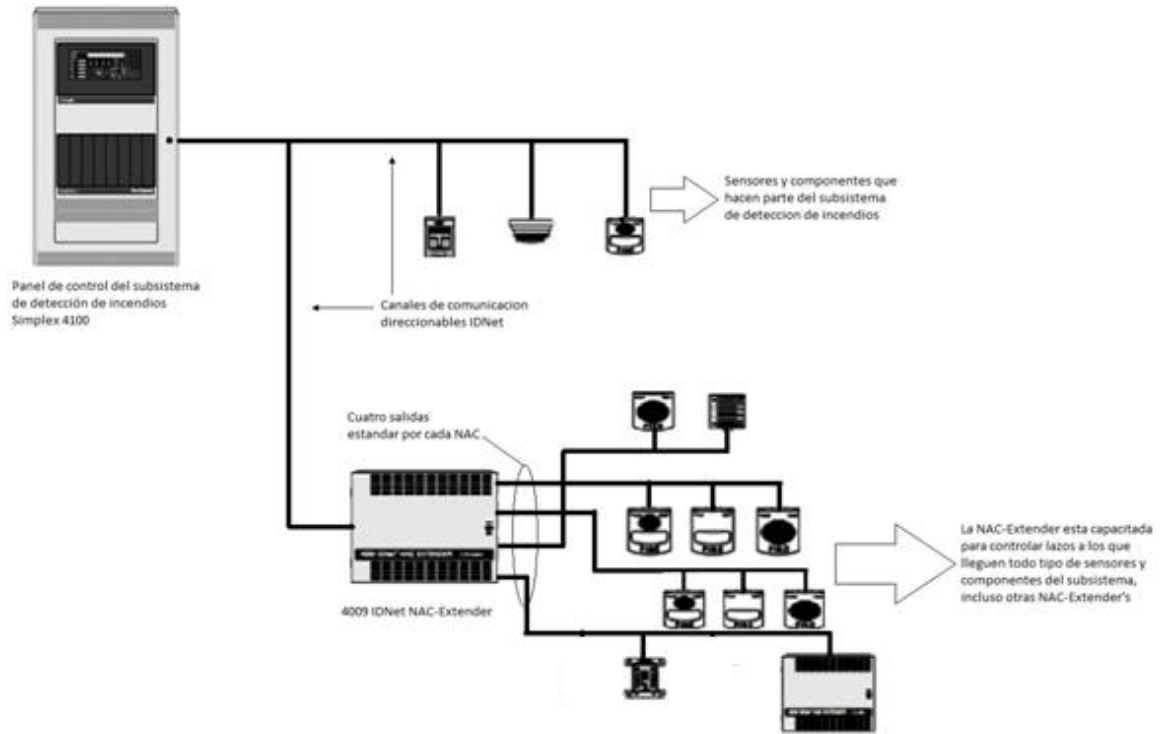 Sensores y componentes que
hacen parte del subsistema
de deteccion de incendios
Panel de control del subsistema
de detección de incendios
Simplex 4100
Canales de comunicacion
direccionables IDNet
Cuatro salidas
estandar por cada NAC
La NAC-Extender esta capacitada
para controlar lazos a los que
lleguen todo tipo de sensores y
componentes del subsistema,
incluso otras NAC-Extender's
4009 IDNet NAC-Extender